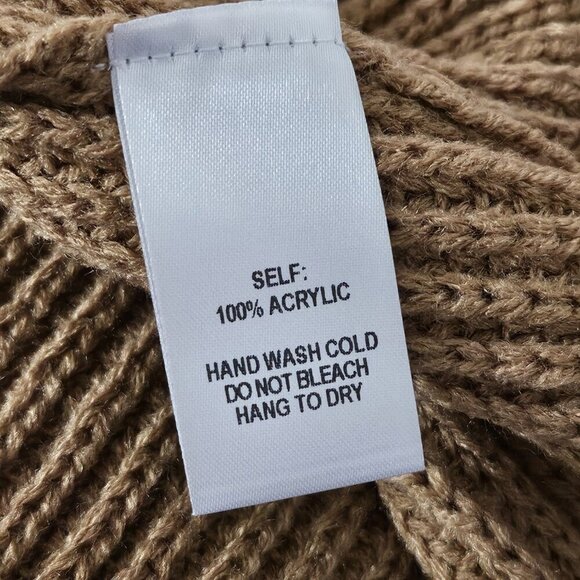 SELF:
100% ACRYLIC
HAND WASH COLD
DO NOT BLEACH
HANG TO DRY